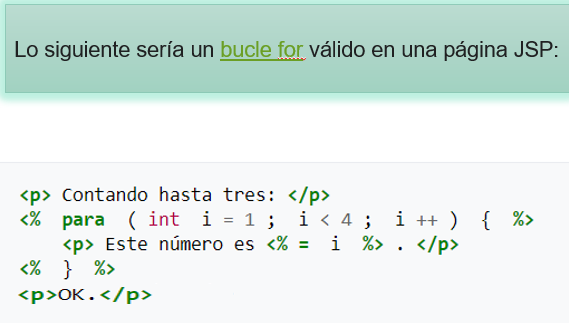 Lo siguiente sería un bucle for válido en una página JSP:
<p> Contando hasta tres: </p>
<% para ( int i = 1 ; i < 4 ; i ++ ) { %>
<p> Este número es <% = i %> . </p>
<% } %>
<p>OK.</p>